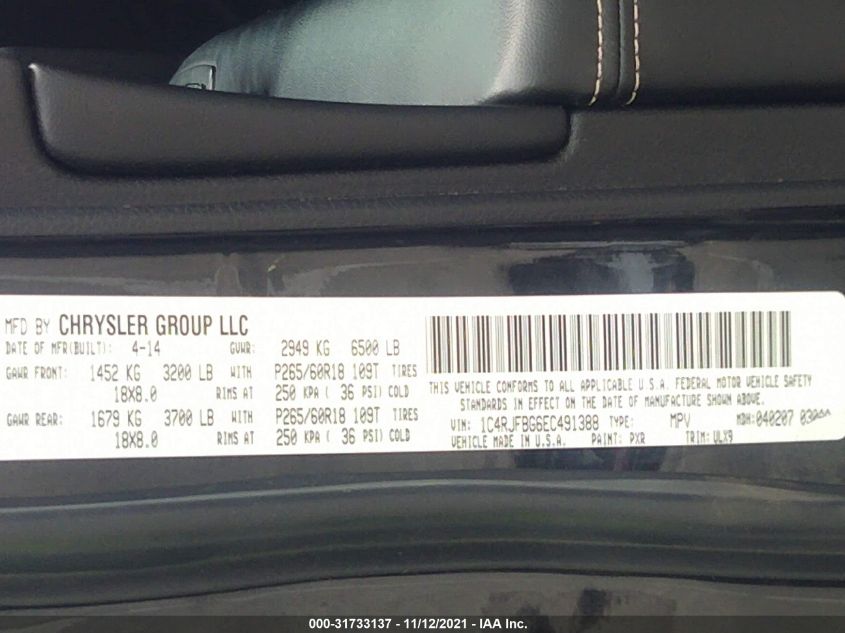 MFD BY CHRYSLER GROUP LLC
DATE OF MFR(BUILT): 4-14 GVWR: 2949 KG 6500 LB
GAWR FRONT: 1452 KG 3200 LB WITH P265/60R18 109T TIRES
18X8.0 RIMS AT 250 KPA ( 36 PSI) COLD
GAWR REAR: 1679 KG 3700 LB WITH P265/60R18 109T TIRES
18X8.0 RIMS AT 250 KPA ( 36 PSI) COLD
THIS VEHICLE CONFORMS TO ALL APPLICABLE U.S.A. FEDERAL MOTOR VEHICLE SAFETY
STANDARDS IN EFFECT ON THE DATE OF MANUFACTURE SHOWN ABOVE.
VIN: 1C4RJFBG6EC491388 TYPE: MPV MDH: 040207
VEHICLE MADE IN U.S.A. PAINT: PXR TRIM: VLX9
000-31733137 - 11/12/2021 - IAA Inc.